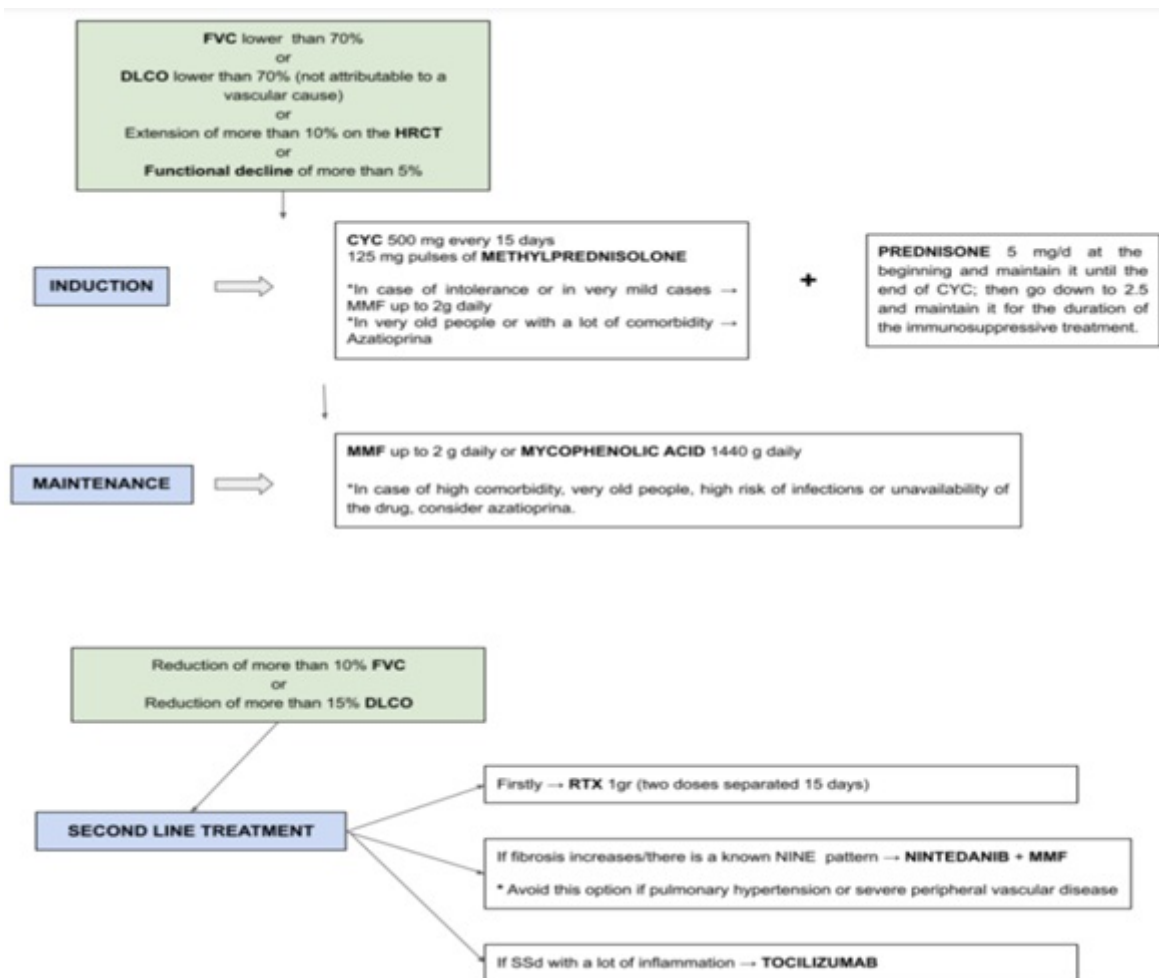 FVC lower than 70%
or
DLCO lower than 70% (not attributable to a
vascular cause)
or
Extension of more than 10% on the HRCT
or
Functional decline of more than 5%
INDUCTION
CYC 500 mg every 15 days
125 mg pulses of METHYLPREDNISOLONE
*In case of intolerance or in very mild cases →
MMF up to 2g daily
*In very old people or with a lot of comorbidity →
Azatioprina
+
PREDNISONE 5 mg/d at the
beginning and maintain it until the
end of CYC; then go down to 2.5
and maintain it for the duration of
the immunosuppressive treatment.
MAINTENANCE
MMF up to 2 g daily or MYCOPHENOLIC ACID 1440 g daily
*In case of high comorbidity, very old people, high risk of infections or unavailability of
the drug, consider azatioprina.
Reduction of more than 10% FVC
or
Reduction of more than 15% DLCO
SECOND LINE TREATMENT
Firstly → RTX 1gr (two doses separated 15 days)
If fibrosis increases/there is a known NINE pattern → NINTEDANIB + MMF
* Avoid this option if pulmonary hypertension or severe peripheral vascular disease
If SSd with a lot of inflammation → TOCILIZUMAB